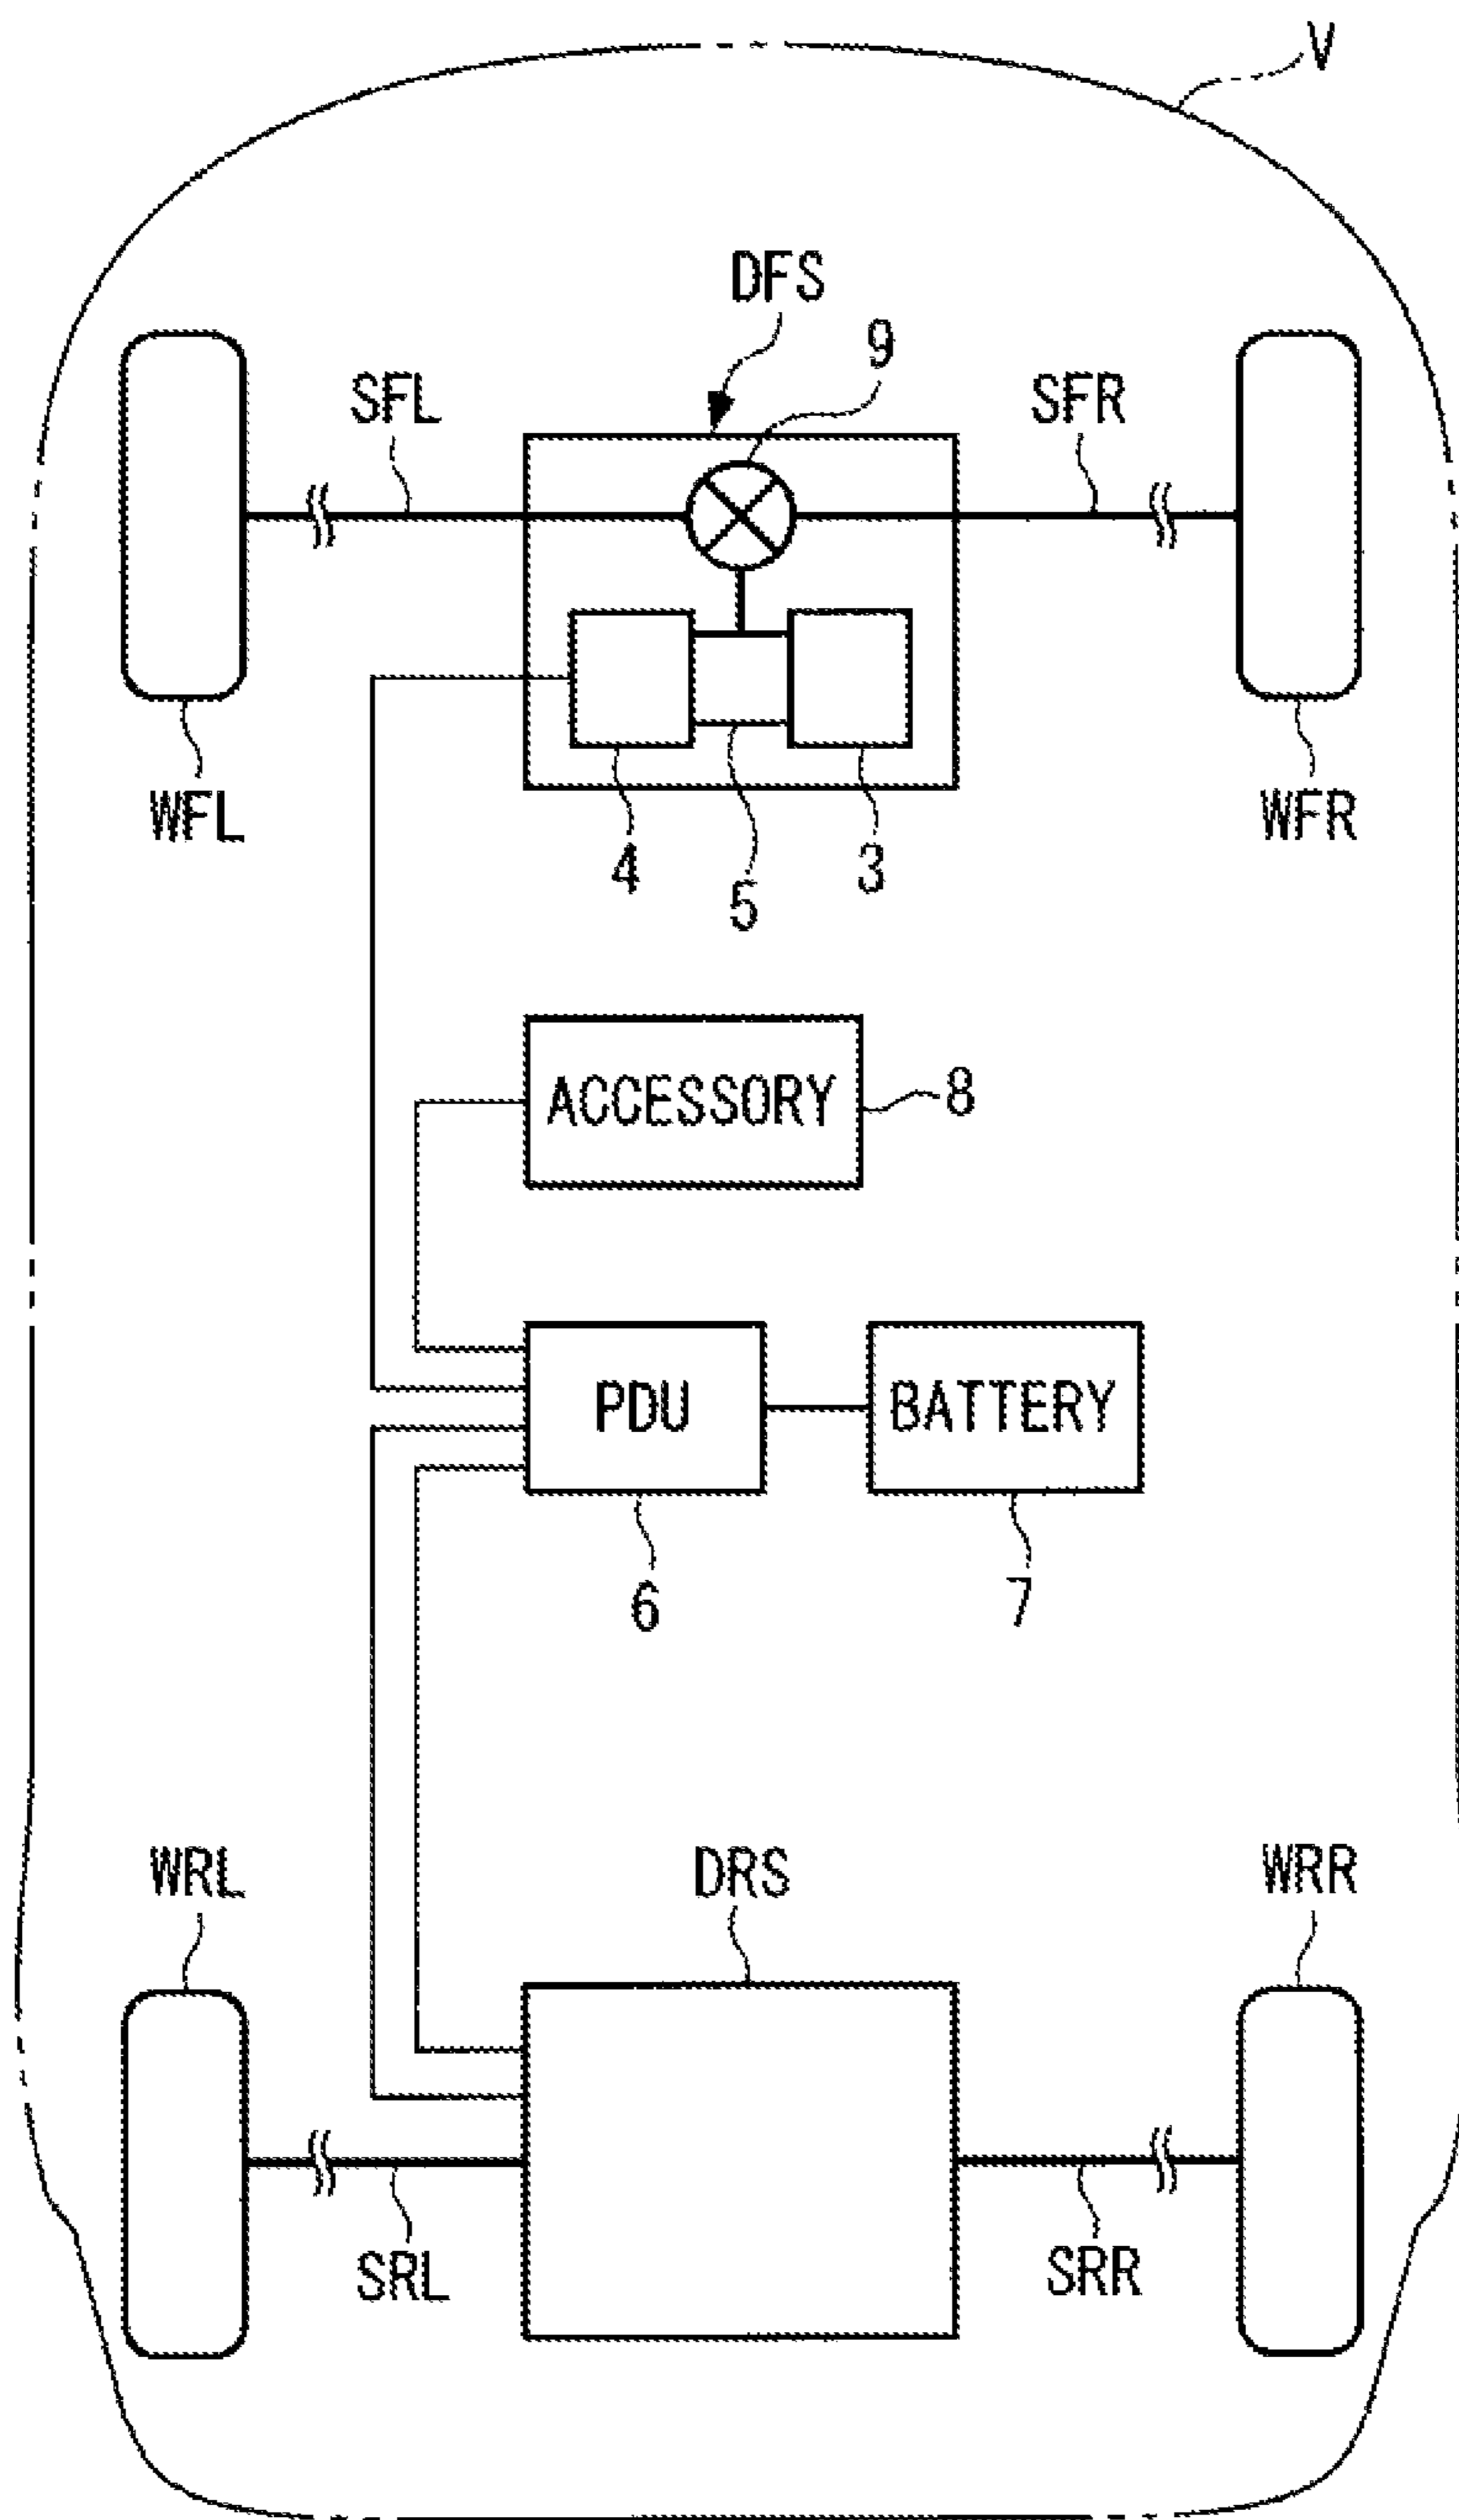 V
DFS
9
SFL
SFR
WFL
WFR
4
5
3
ACCESSORY
8
PDU
BATTERY
6
7
WRL
DRS
WRR
SRL
SRR